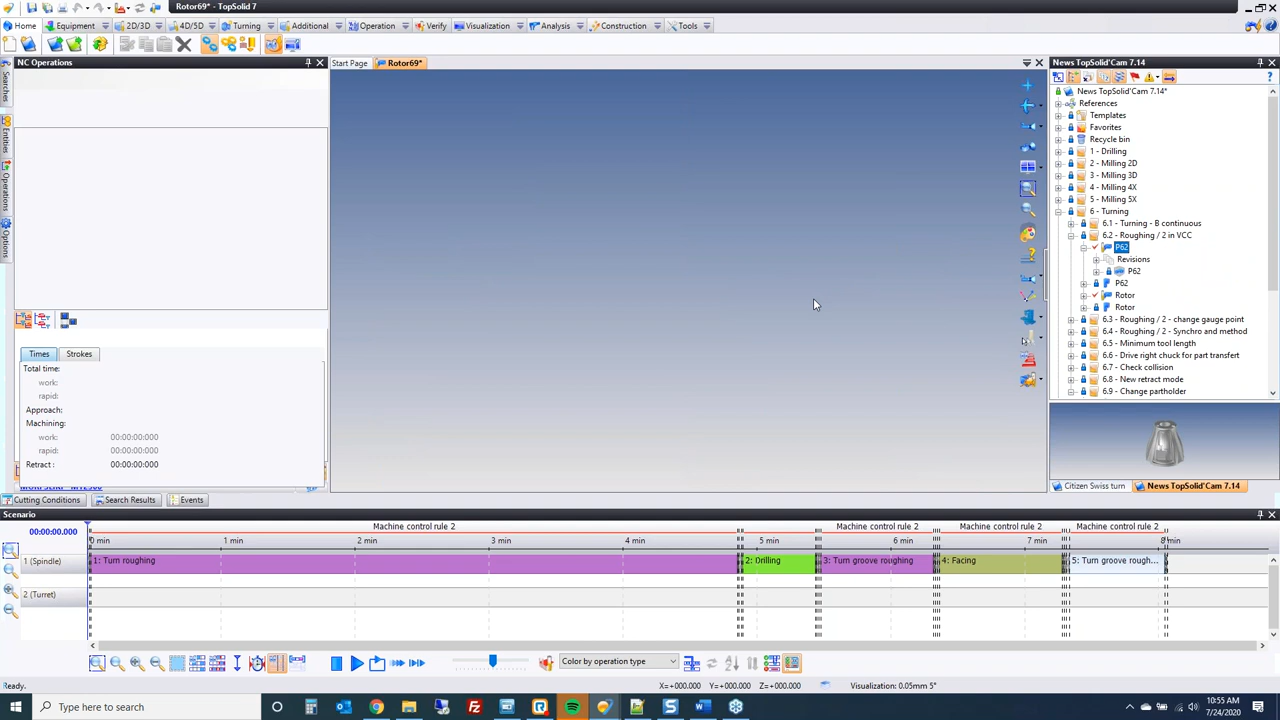 Rotor69* - TopSolid 7
Home
Equipment
2D/3D
4D/5D
Turning
Additional
Operation
Verify
Visualization
Analysis
Construction
Tools
NC Operations
Start Page
Rotor69*
News TopSolid'Cam 7.14
Searches
Entities
Operations
Options
News TopSolid'Cam 7.14*
References
Templates
Favorites
Recycle bin
1 - Drilling
2 - Milling 2D
3 - Milling 3D
4 - Milling 4X
5 - Milling 5X
6 - Turning
6.1 - Turning - B continuous
6.2 - Roughing / 2 in VCC
P62
Revisions
P62
P62
Rotor
Rotor
6.3 - Roughing / 2 - change gauge point
6.4 - Roughing / 2 - Synchro and method
6.5 - Minimum tool length
6.6 - Drive right chuck for part transfert
6.7 - Check collision
6.8 - New retract mode
6.9 - Change partholder
Times
Strokes
Total time:
work:
rapid:
Approach:
Machining:
work: 00:00:00:000
rapid: 00:00:00:000
Retract : 00:00:00:000
Cutting Conditions
Search Results
Events
Citizen Swiss turn
News TopSolid'Cam 7.14
Scenario
00:00:00.000
Machine control rule 2
Machine control rule 2
Machine control rule 2
Machine control rule 2
0 min
1 min
2 min
3 min
4 min
5 min
6 min
7 min
8 min
1 (Spindle)
1: Turn roughing
2: Drilling
3: Turn groove roughing
4: Facing
5: Turn groove rough...
2 (Turret)
Color by operation type
Ready.
X=+000.000 Y=+000.000 Z=+000.000
Visualization: 0.05mm 5°
Type here to search
10:55 AM
7/24/2020